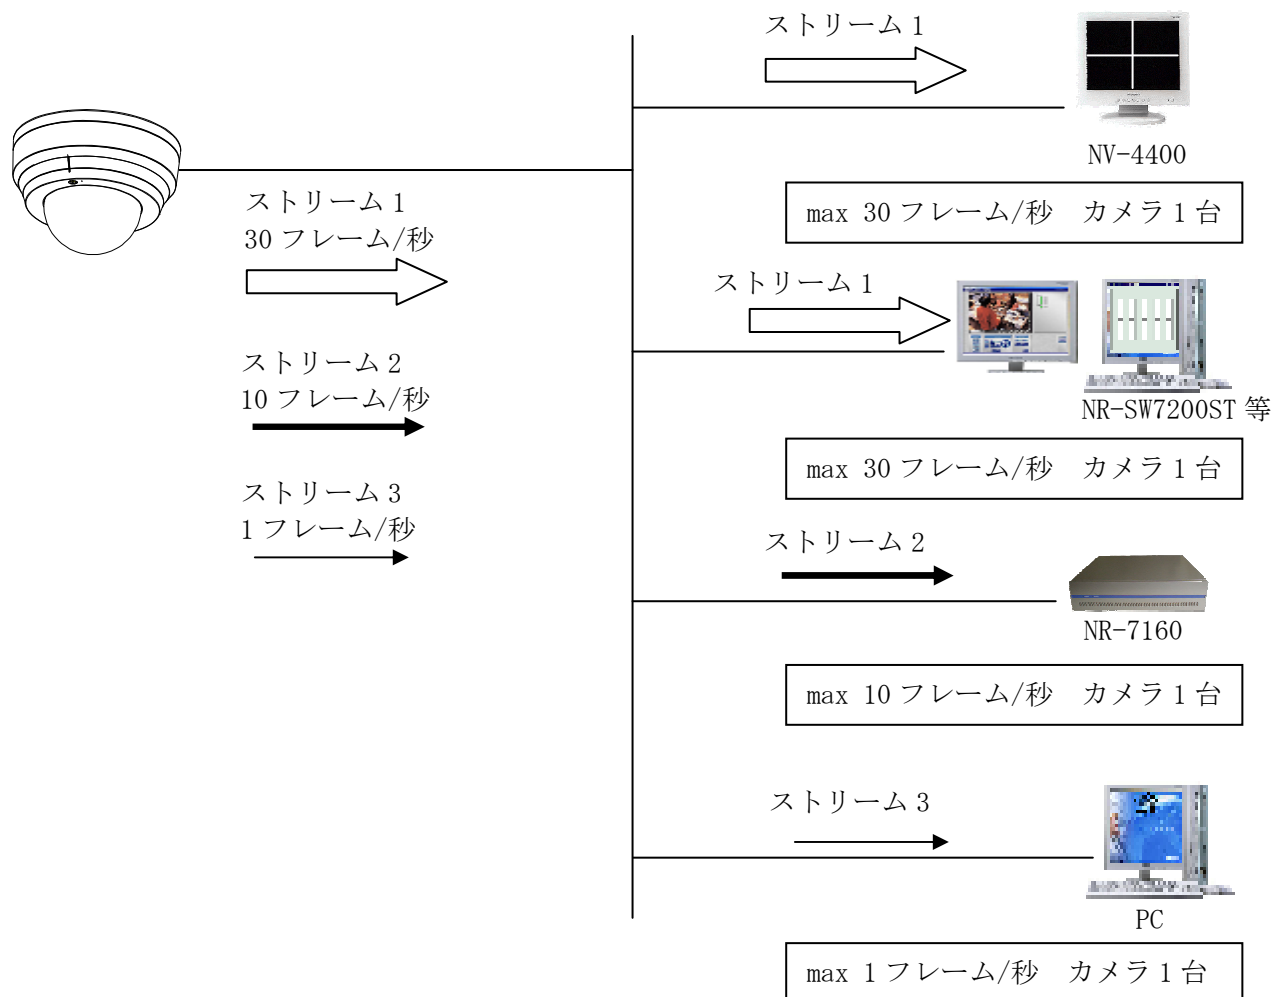 ストリーム 1
NV-4400
max 30 フレーム/秒　カメラ 1 台
ストリーム 1
30 フレーム/秒
ストリーム 1
NR-SW7200ST 等
max 30 フレーム/秒　カメラ 1 台
ストリーム 2
10 フレーム/秒
ストリーム 3
1 フレーム/秒
ストリーム 2
NR-7160
max 10 フレーム/秒　カメラ 1 台
ストリーム 3
PC
max 1 フレーム/秒　カメラ 1 台